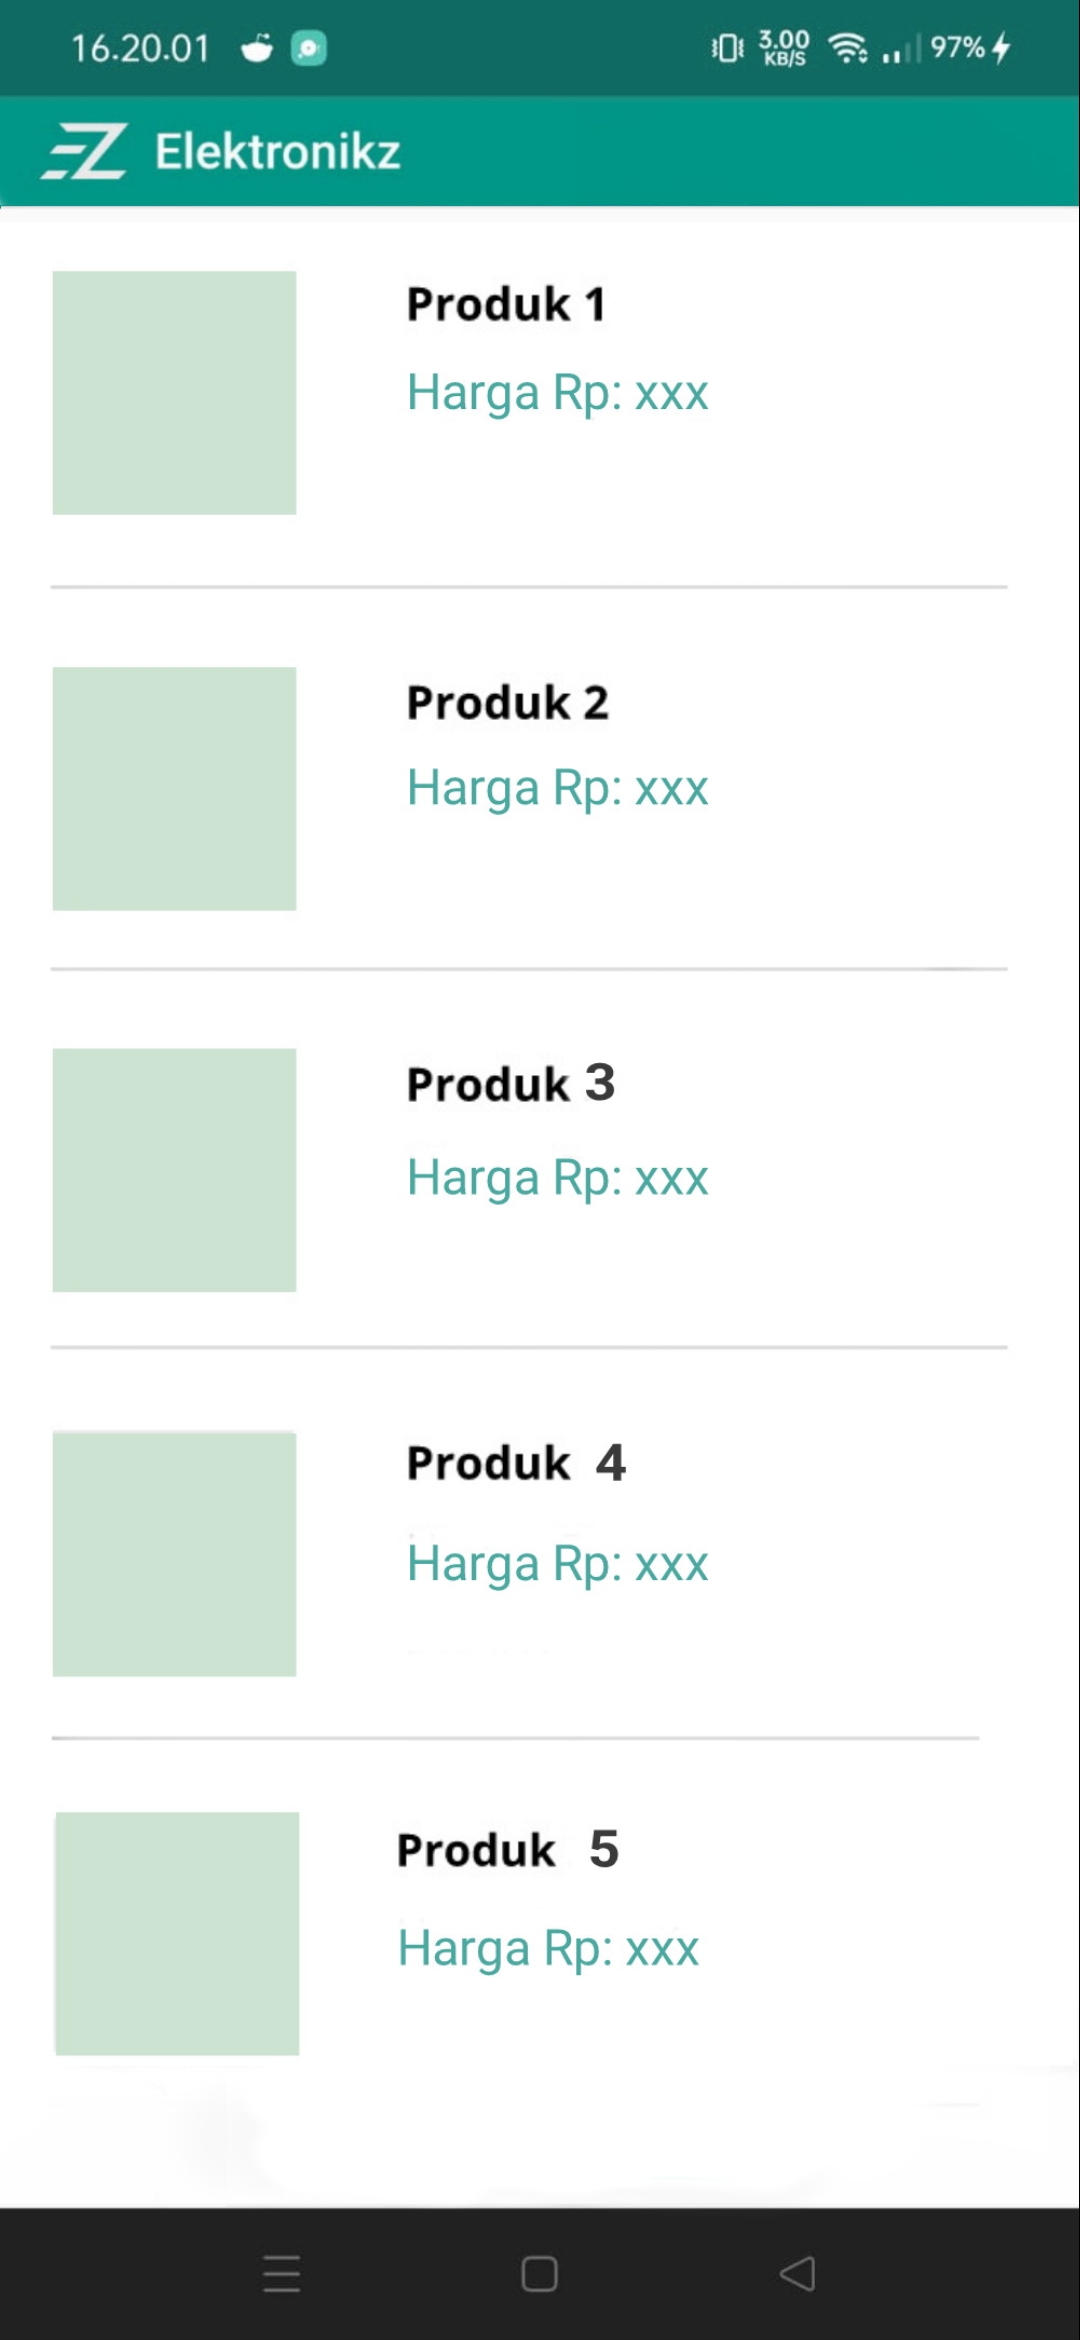 16.20.01 3.00 KB/S 97%
Elektronikz
Produk 1
Harga Rp: xxx
Produk 2
Harga Rp: xxx
Produk 3
Harga Rp: xxx
Produk 4
Harga Rp: xxx
Produk 5
Harga Rp: xxx